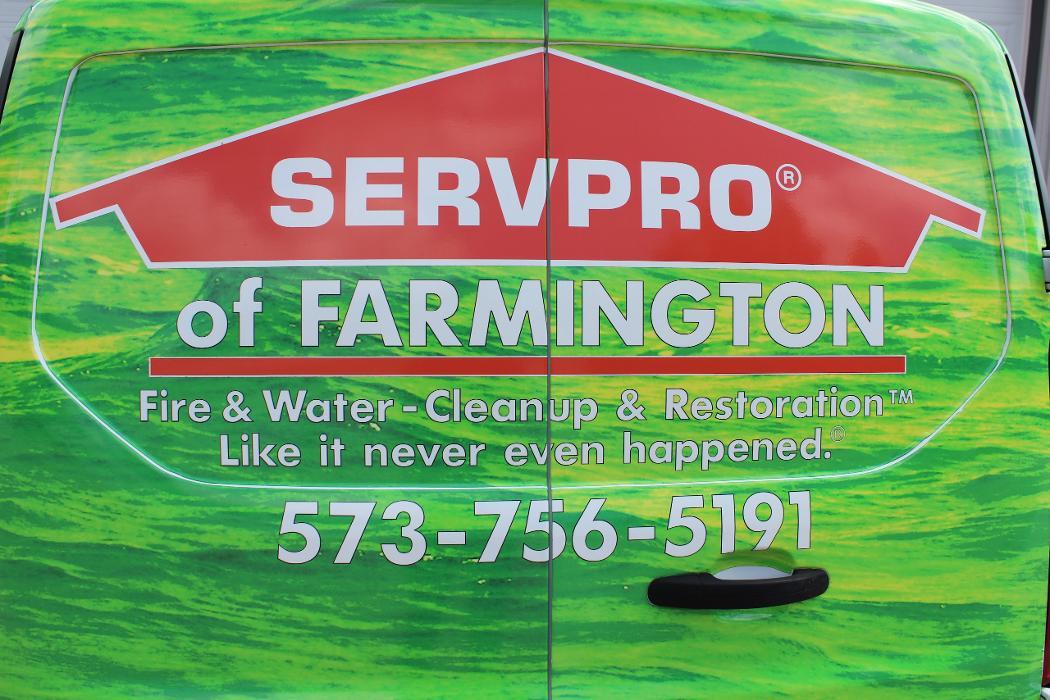 SERVPRO®
of FARMINGTON
Fire & Water - Cleanup & Restoration™
Like it never even happened.®
573-756-5191